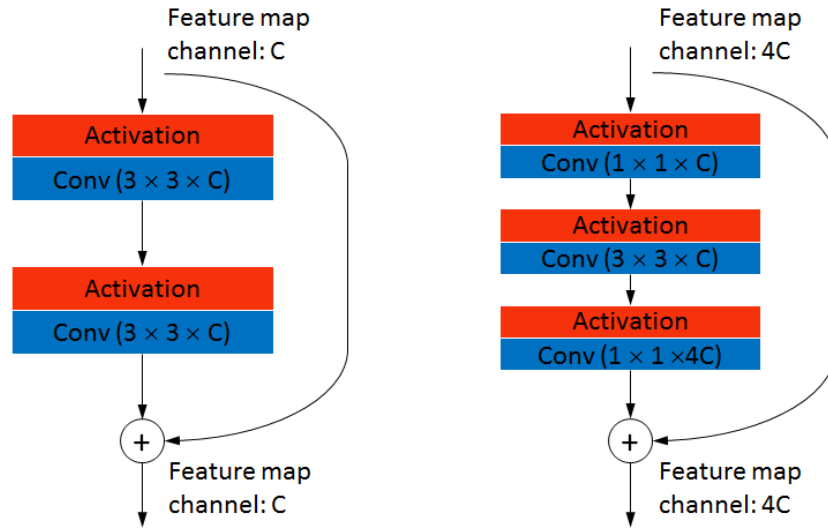 Feature map
channel: C
Activation
Conv (3 × 3 × C)
Activation
Conv (3 × 3 × C)
+
Feature map
channel: C
Feature map
channel: 4C
Activation
Conv (1 × 1 × C)
Activation
Conv (3 × 3 × C)
Activation
Conv (1 × 1 ×4C)
+
Feature map
channel: 4C